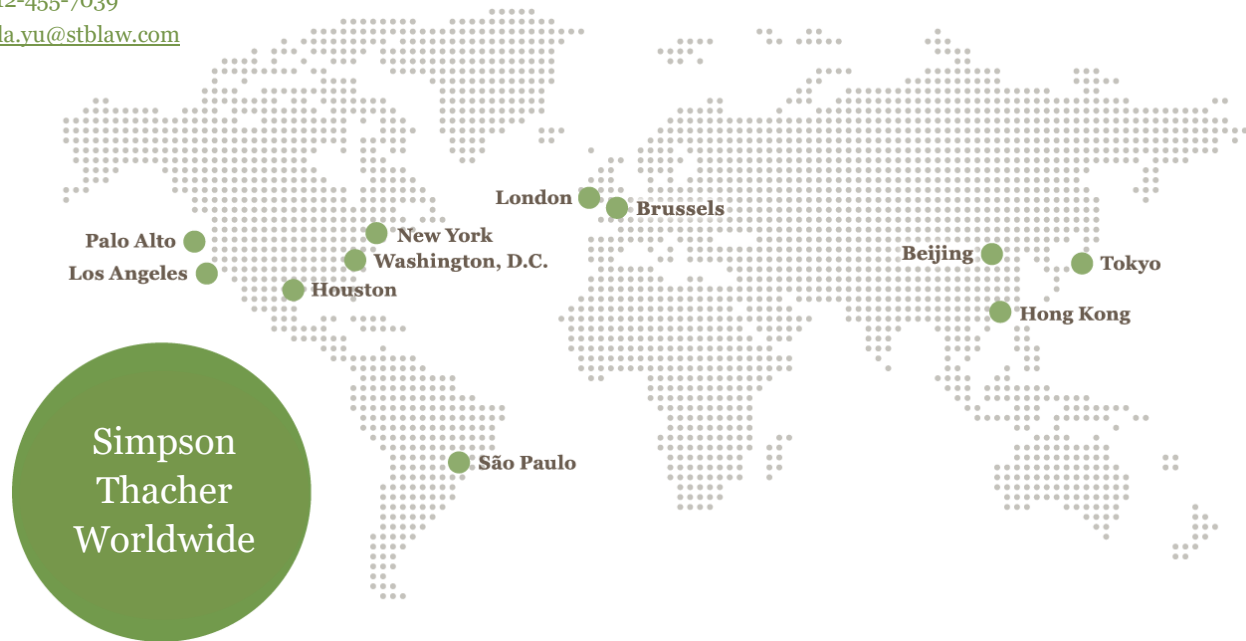 12-455-7039
la.yu@stblaw.com
London
Brussels
New York
Palo Alto
Washington, D.C.
Los Angeles
Houston
Beijing
Tokyo
Hong Kong
São Paulo
Simpson
Thacher
Worldwide